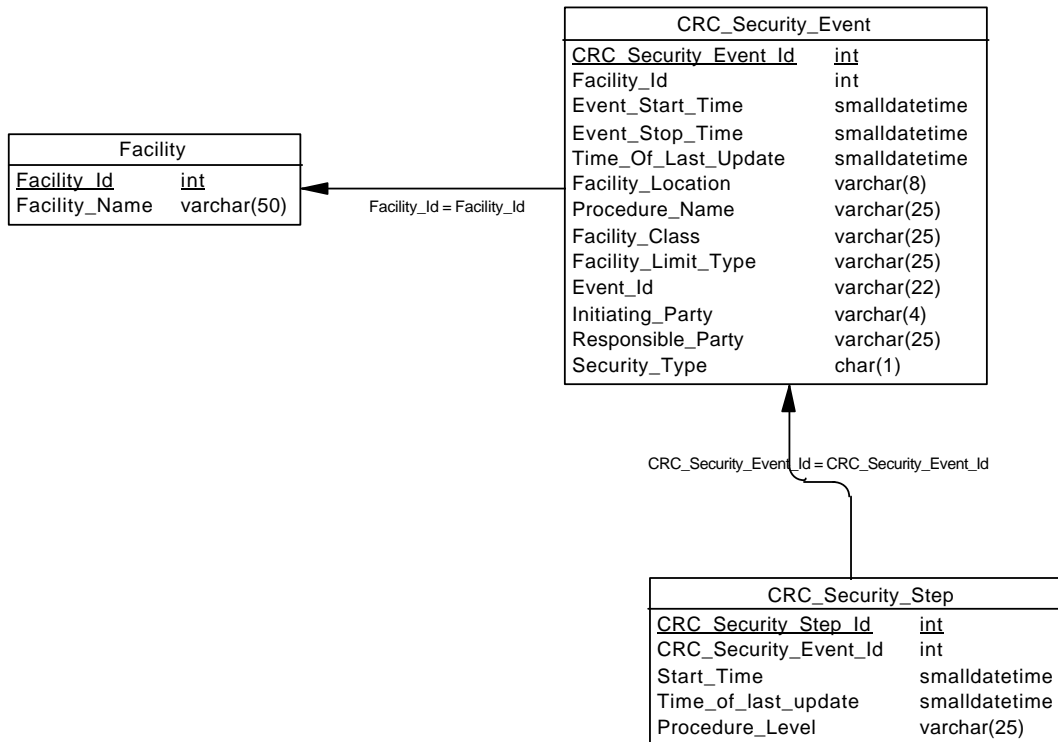 CRC_Security_Event
CRC_Security_Event_Id int
Facility_Id int
Event_Start_Time smalldatetime
Event_Stop_Time smalldatetime
Time_Of_Last_Update smalldatetime
Facility_Location varchar(8)
Procedure_Name varchar(25)
Facility_Class varchar(25)
Facility_Limit_Type varchar(25)
Event_Id varchar(22)
Initiating_Party varchar(4)
Responsible_Party varchar(25)
Security_Type char(1)
Facility
Facility_Id int
Facility_Name varchar(50)
Facility_Id = Facility_Id
CRC_Security_Event_Id = CRC_Security_Event_Id
CRC_Security_Step
CRC_Security_Step_Id int
CRC_Security_Event_Id int
Start_Time smalldatetime
Time_of_last_update smalldatetime
Procedure_Level varchar(25)